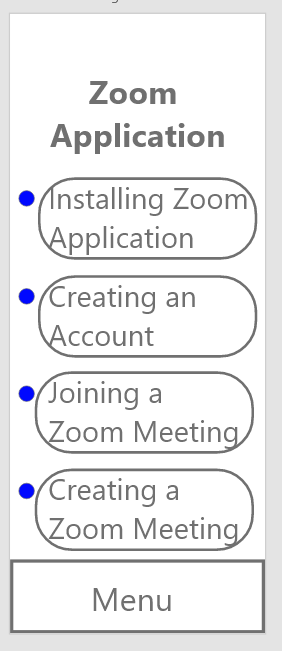 Zoom
Application
Installing Zoom
Application
Creating an
Account
Joining a
Zoom Meeting
Creating a
Zoom Meeting
Menu